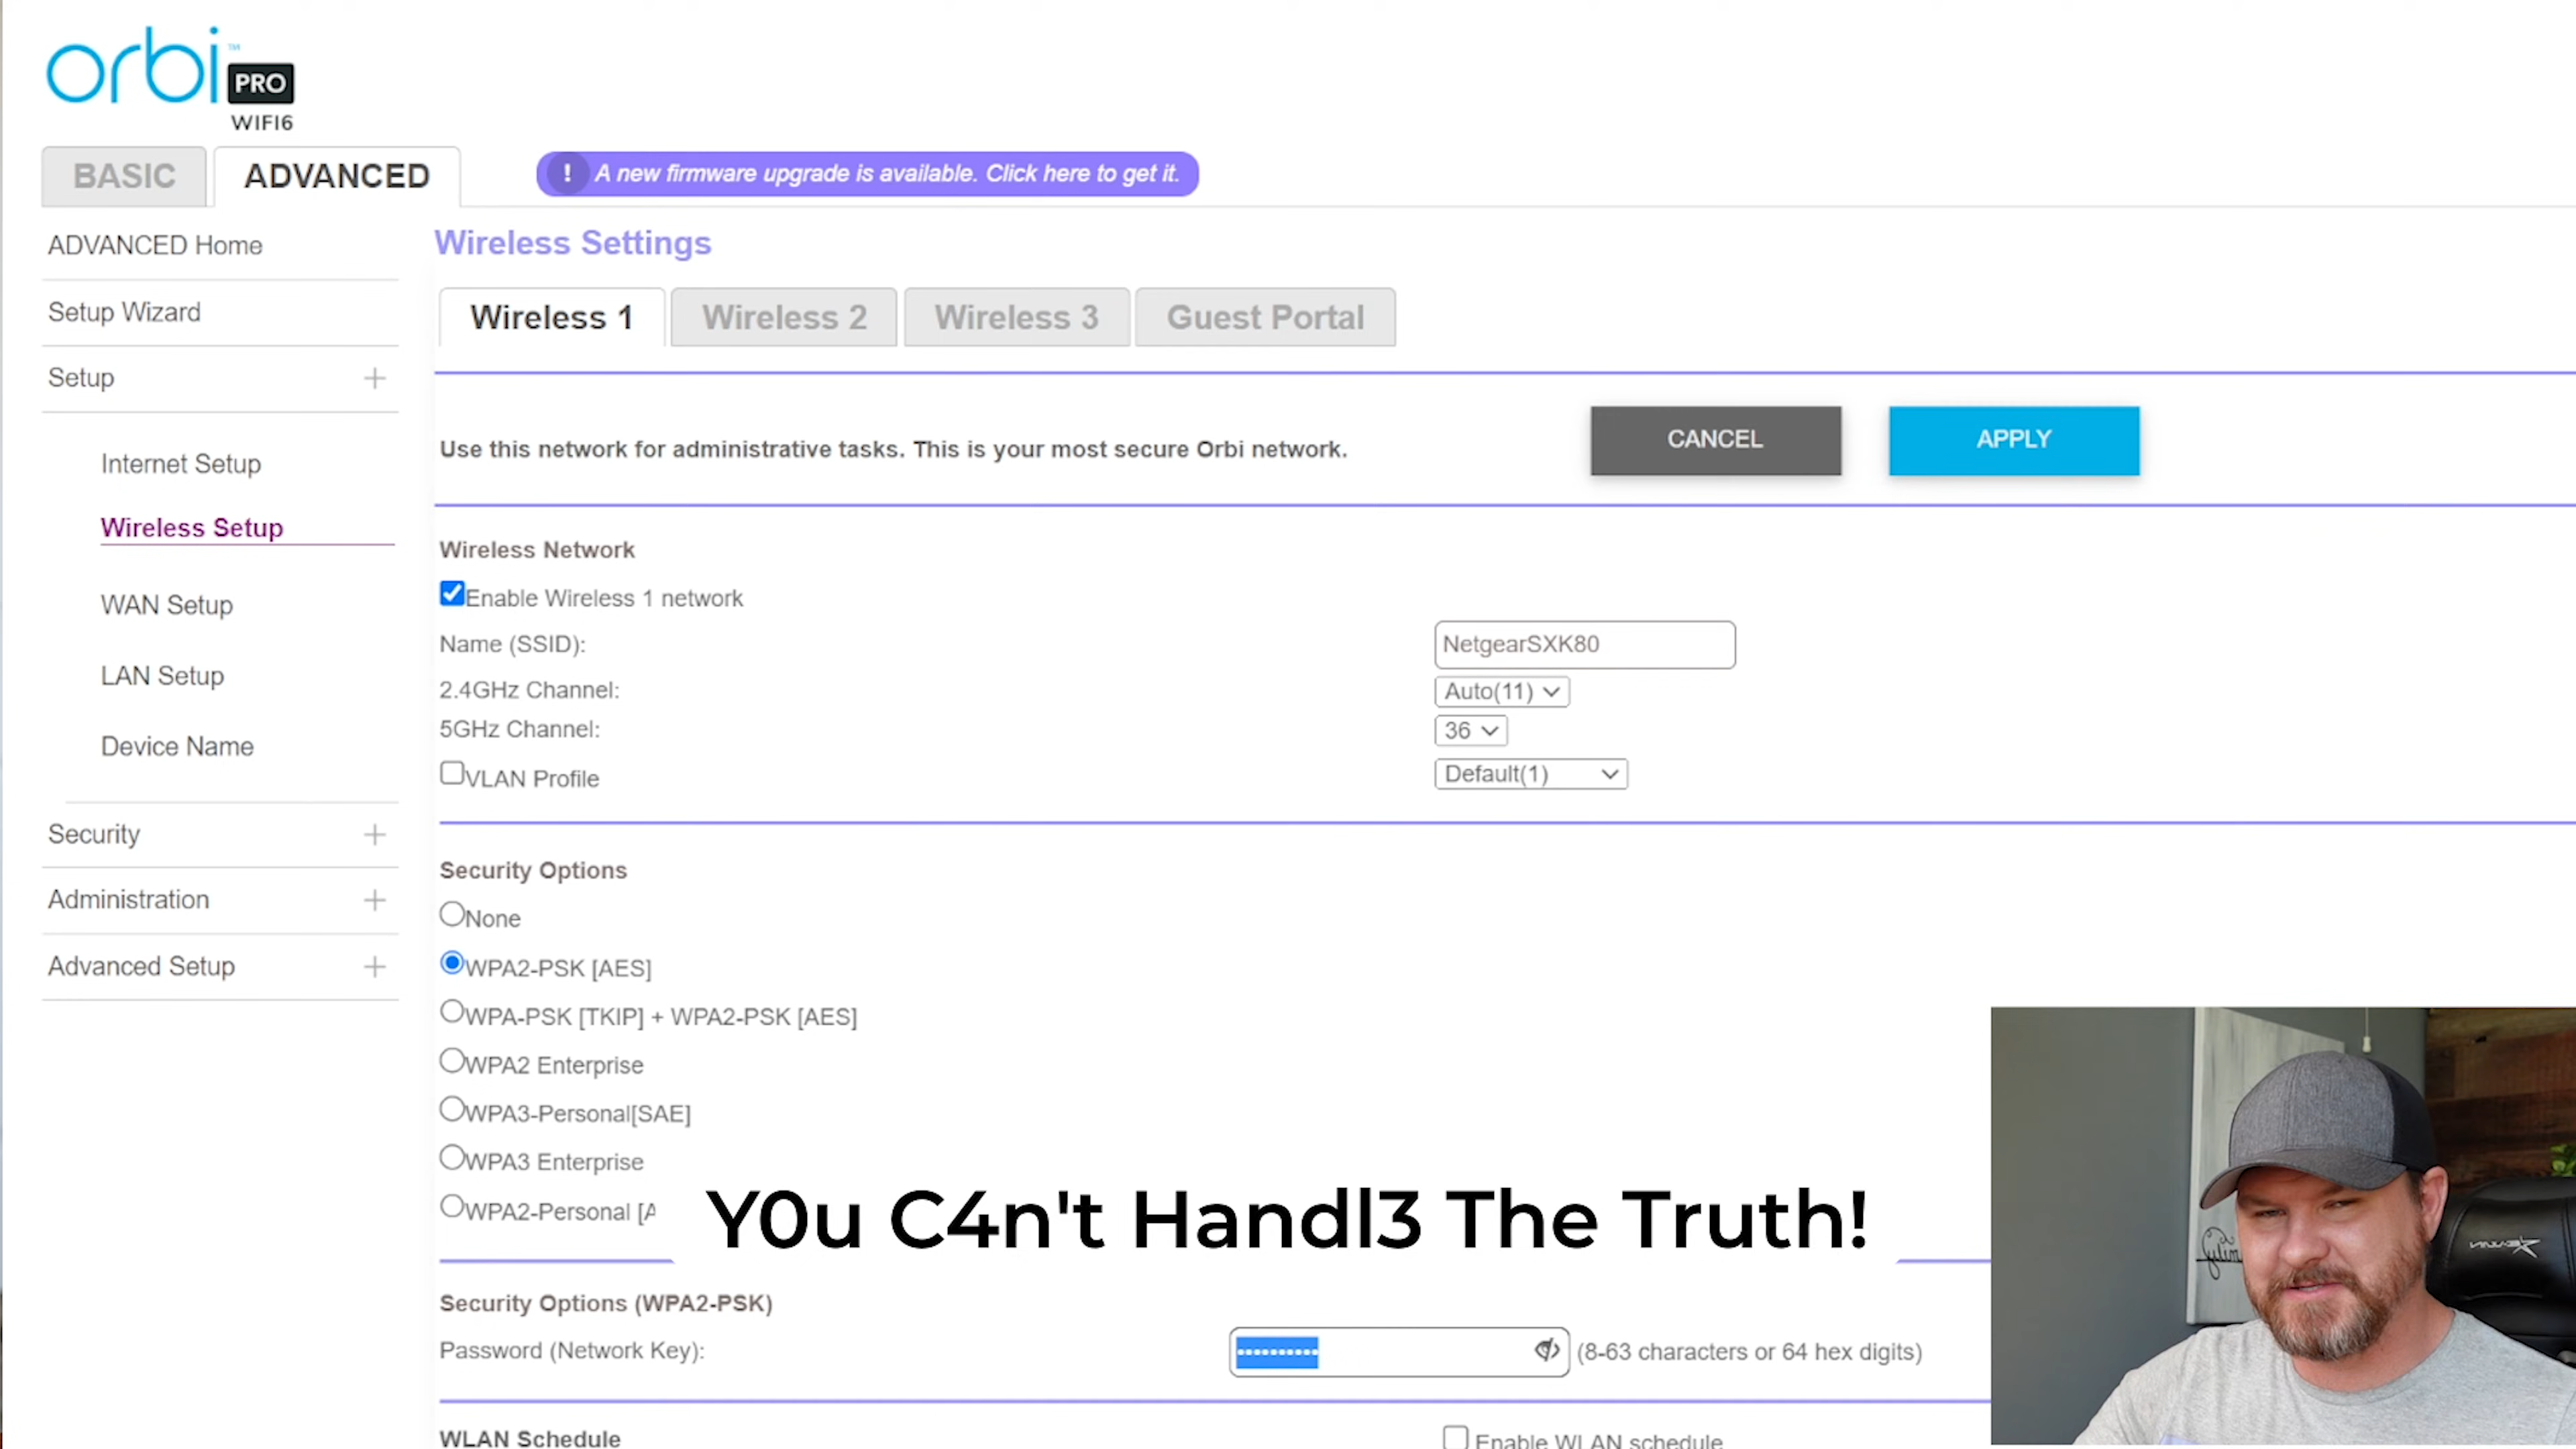 orbi™
PRO
WIFI6
BASIC
ADVANCED
! A new firmware upgrade is available. Click here to get it.
ADVANCED Home
Setup Wizard
Setup +
Internet Setup
Wireless Setup
WAN Setup
LAN Setup
Device Name
Security +
Administration +
Advanced Setup +
Wireless Settings
Wireless 1 Wireless 2 Wireless 3 Guest Portal
Use this network for administrative tasks. This is your most secure Orbi network.
CANCEL APPLY
Wireless Network
Enable Wireless 1 network
Name (SSID): NetgearSXK80
2.4GHz Channel: Auto(11)
5GHz Channel: 36
VLAN Profile Default(1)
Security Options
None
WPA2-PSK [AES]
WPA-PSK [TKIP] + WPA2-PSK [AES]
WPA2 Enterprise
WPA3-Personal[SAE]
WPA3 Enterprise
WPA2-Personal [A
Y0u C4n't Handl3 The Truth!
Security Options (WPA2-PSK)
Password (Network Key): •••••••••• (8-63 characters or 64 hex digits)
WLAN Schedule Enable WLAN schedule